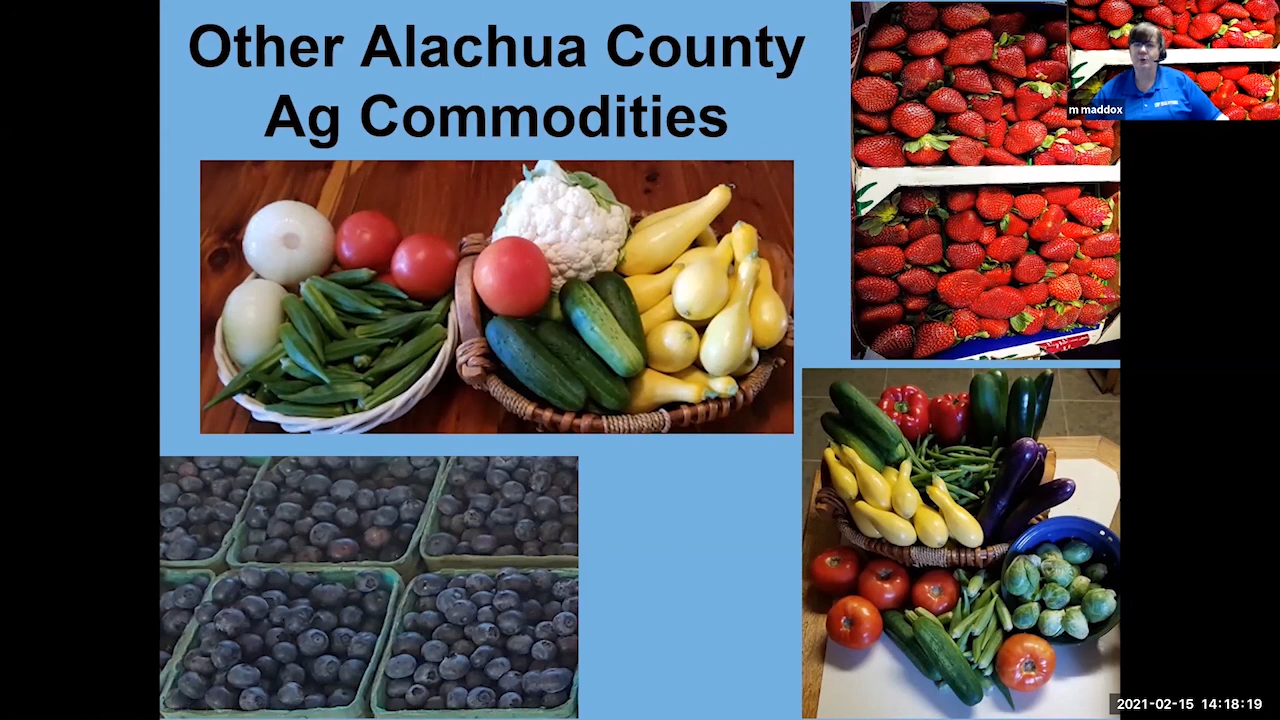 Other Alachua County
Ag Commodities
m maddox
2021-02-15 14:18:19